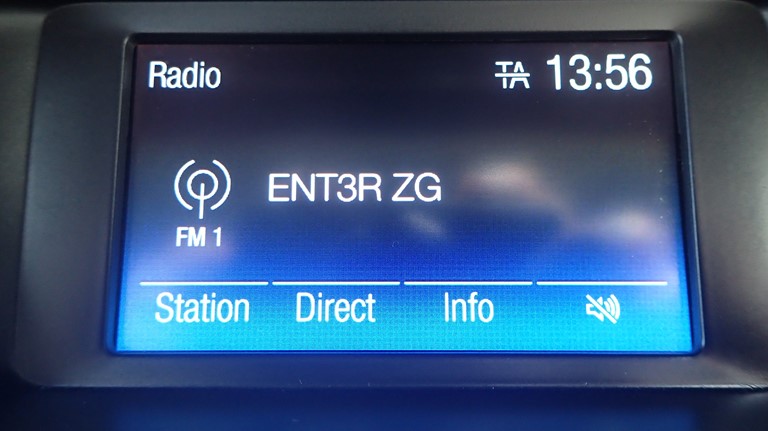 Radio TA 13:56
ENT3R ZG
FM 1
Station Direct Info